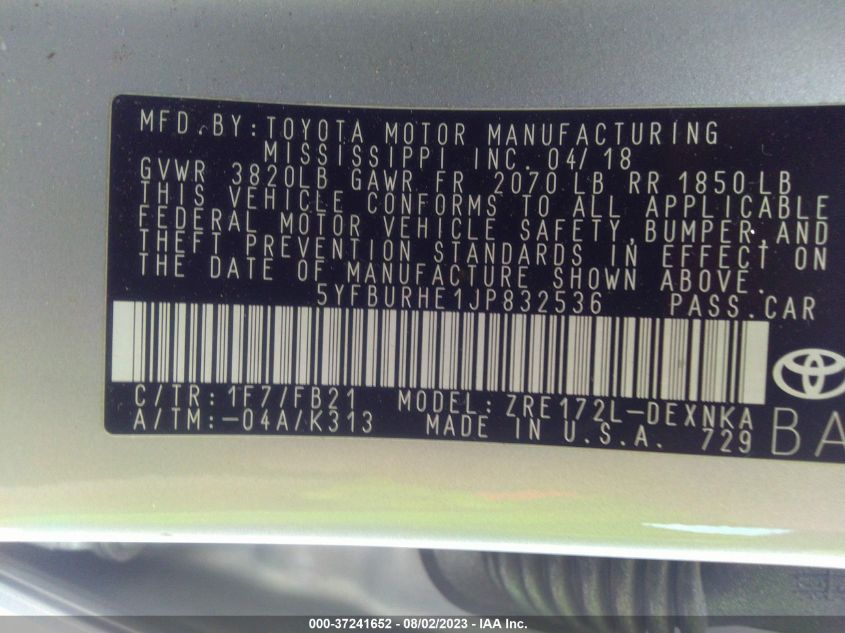 MFD. BY: TOYOTA MOTOR MANUFACTURING
MISSISSIPPI INC. 04/18
GVWR 3820LB GAWR FR 2070 LB RR 1850 LB
THIS VEHICLE CONFORMS TO ALL APPLICABLE
FEDERAL MOTOR VEHICLE SAFETY, BUMPER, AND
THEFT PREVENTION STANDARDS IN EFFECT ON
THE DATE OF MANUFACTURE SHOWN ABOVE.
5YFBURHE1JP832536 PASS.CAR
C/TR: 1F7/FB21 MODEL: ZRE172L-DEXNKA
A/TM:-04A/K313 MADE IN U.S.A. 729 BA
000-37241652 - 08/02/2023 - IAA Inc.